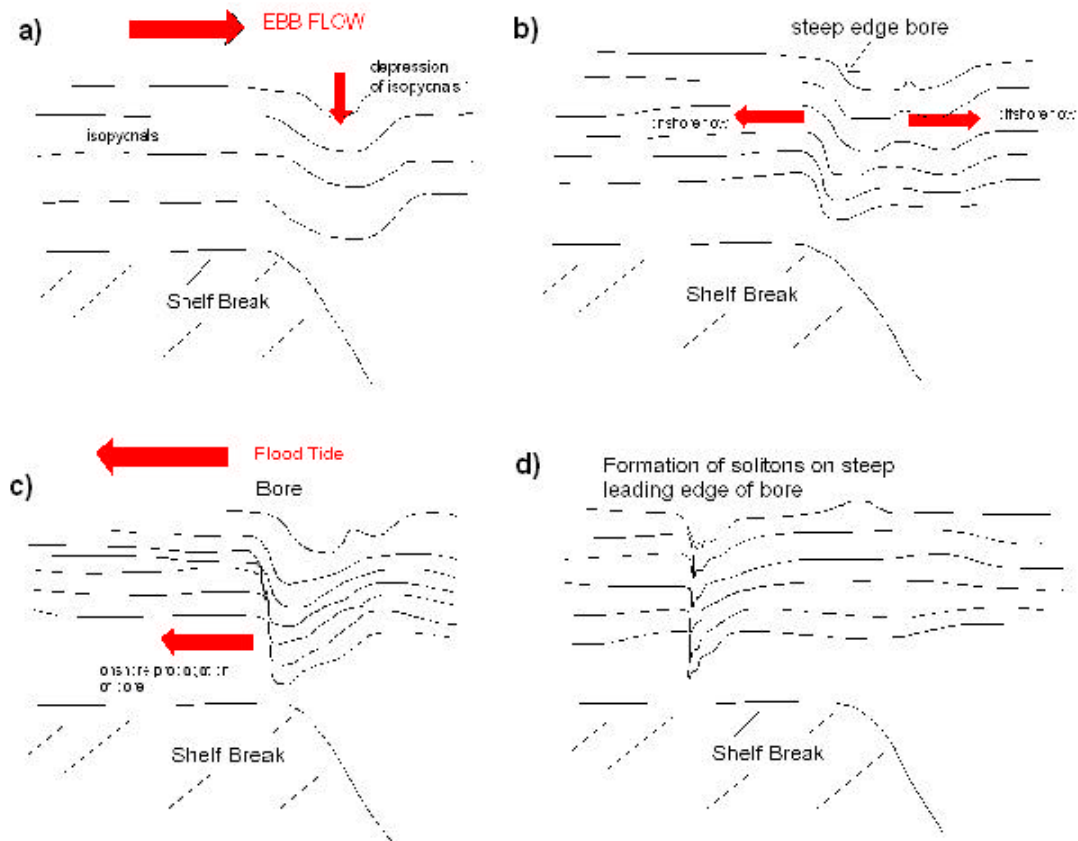 a)
EBB FLOW
depression
of isopycnals
isopycnals
Shelf Break
b)
steep edge bore
Shelf Break
c)
Flood Tide
Bore
Shelf Break
d)
Formation of solitons on steep
leading edge of bore
Shelf Break